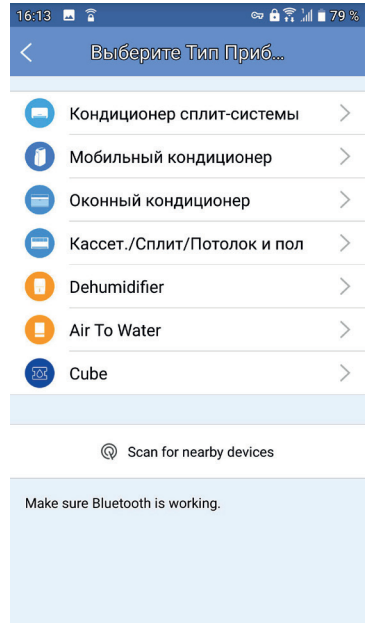 16:13 79 %
Выберите Тип Приб...
Кондиционер сплит-системы
Мобильный кондиционер
Оконный кондиционер
Кассет./Сплит/Потолок и пол
Dehumidifier
Air To Water
Cube
Scan for nearby devices
Make sure Bluetooth is working.